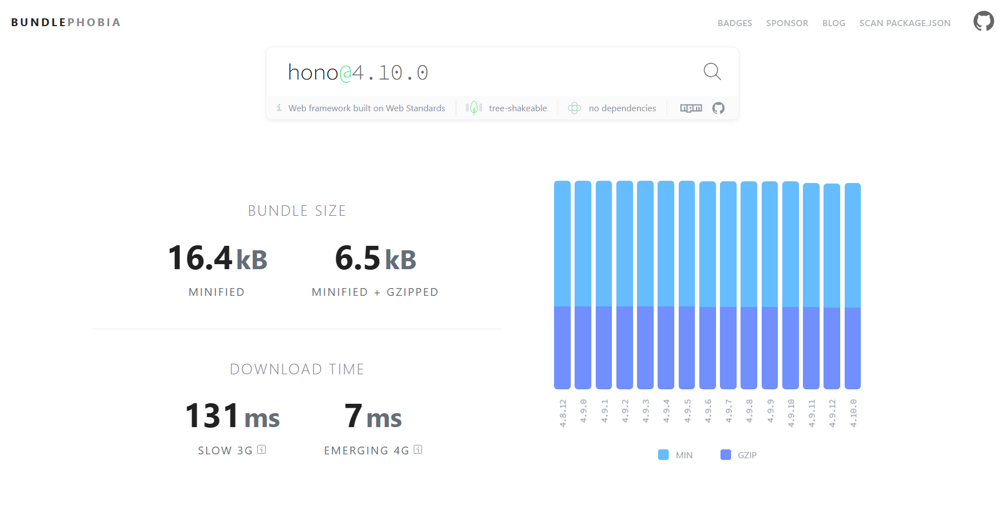 BUNDLEPHOBIA
BADGES SPONSOR BLOG SCAN PACKAGE.JSON
hono@4.10.0
Web framework built on Web Standards tree-shakeable no dependencies npm
BUNDLE SIZE
16.4 kB 6.5 kB
MINIFIED MINIFIED + GZIPPED
DOWNLOAD TIME
131 ms 7 ms
SLOW 3G EMERGING 4G
4.8.12 4.9.0 4.9.1 4.9.2 4.9.3 4.9.4 4.9.5 4.9.6 4.9.7 4.9.8 4.9.9 4.9.10 4.9.11 4.9.12 4.10.0
MIN GZIP